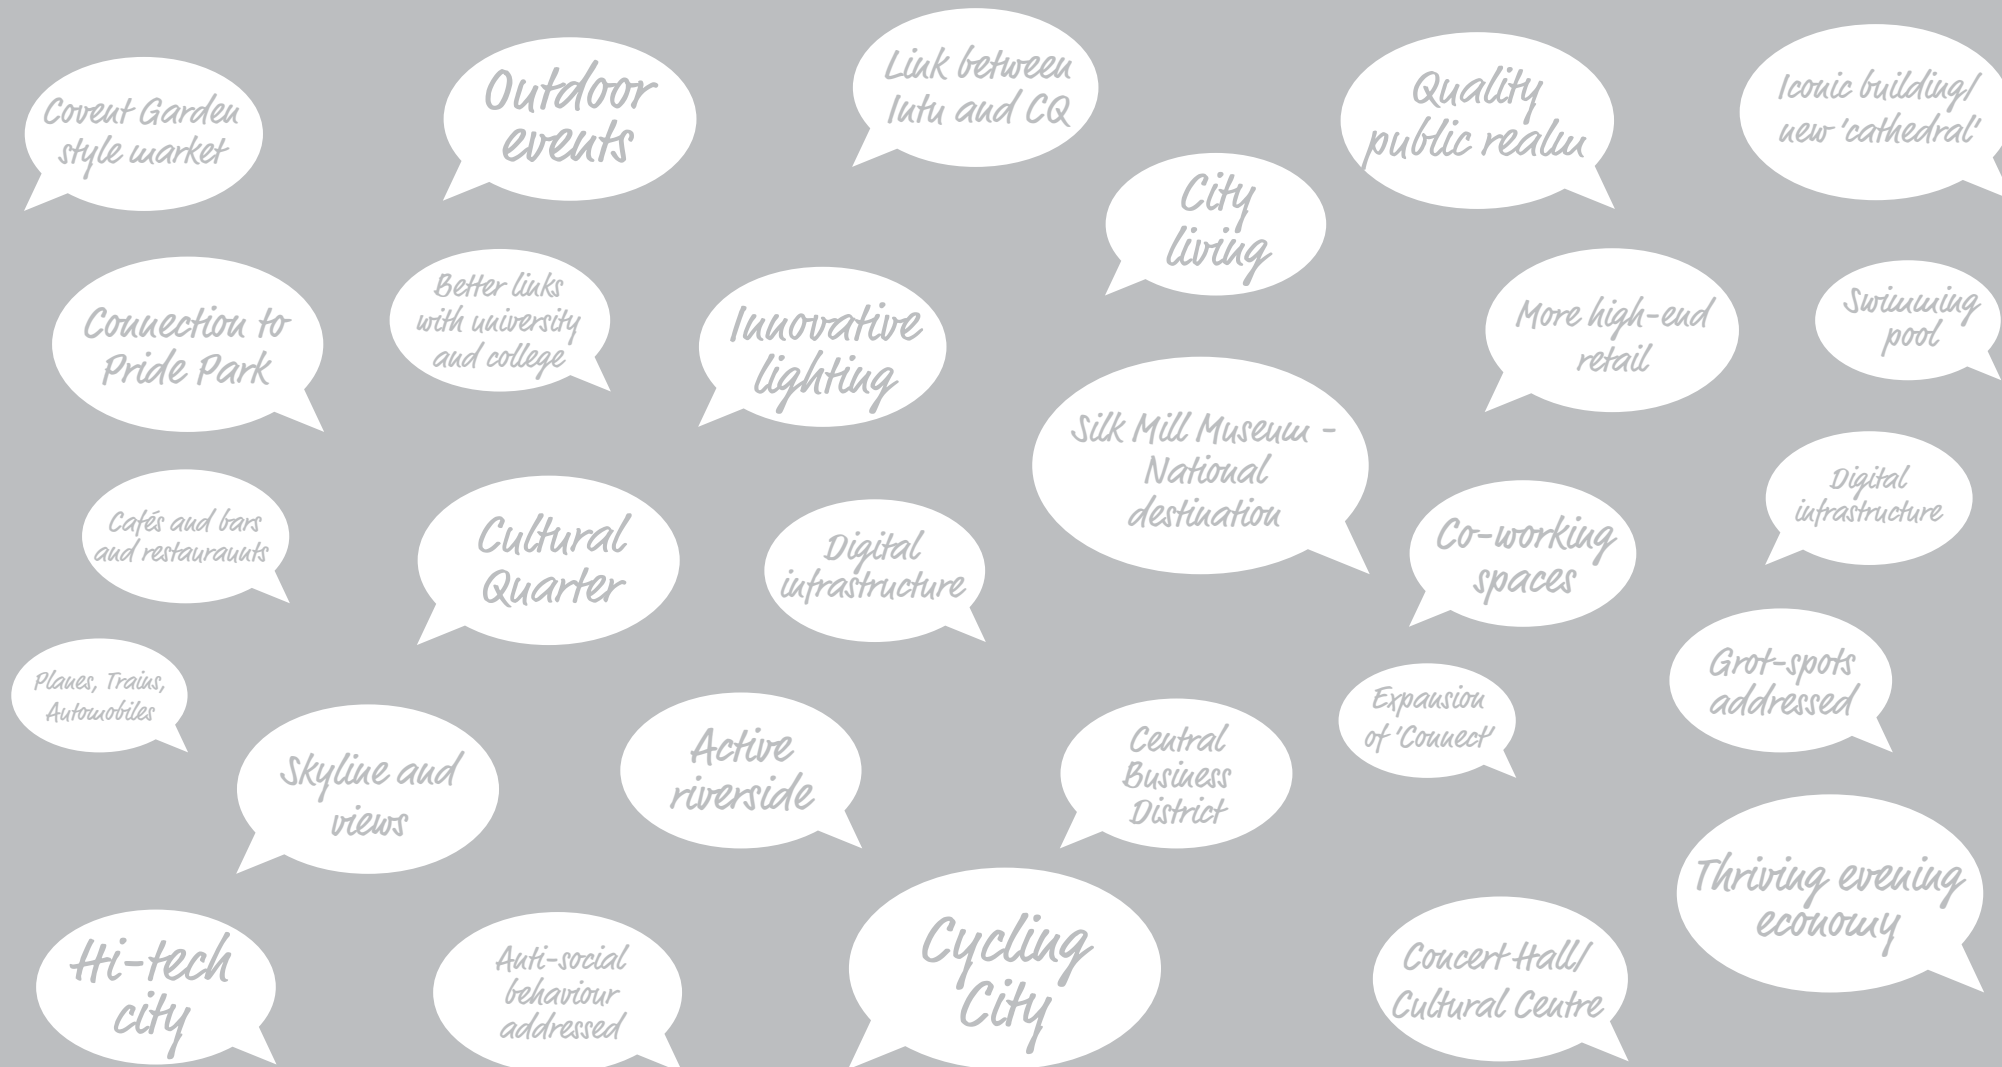 Covent Garden
style market
Outdoor
events
Link between
Intu and CQ
Quality
public realm
Iconic building/
new 'cathedral'
City
living
Connection to
Pride Park
Better links
with university
and college
Innovative
lighting
More high-end
retail
Swimming
pool
Silk Mill Museum -
National
destination
Cafés and bars
and restauraunts
Cultural
Quarter
Digital
infrastructure
Co-working
spaces
Digital
infrastructure
Planes, Trains,
Automobiles
Skyline and
views
Active
riverside
Central
Business
District
Expansion
of 'Connect'
Grot-spots
addressed
Thriving evening
economy
Hi-tech
city
Anti-social
behaviour
addressed
Cycling
City
Concert Hall/
Cultural Centre